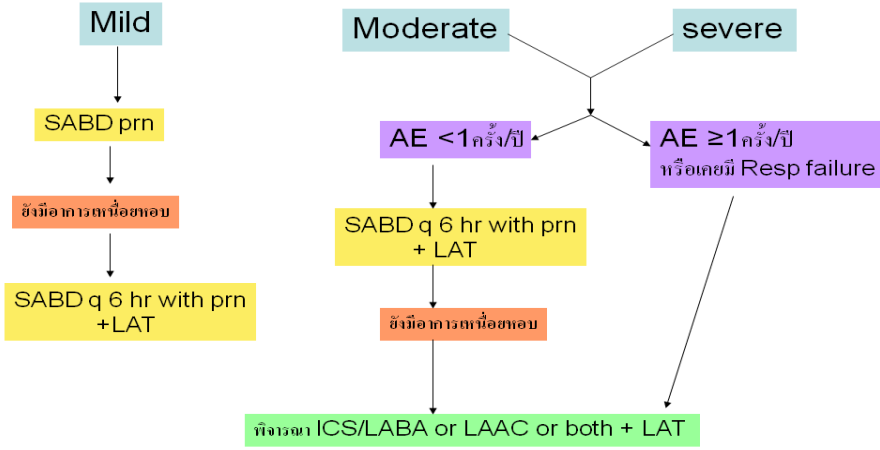 Mild
SABD prn
ยังมีอาการเหนื่อยหอบ
SABD q 6 hr with prn
+LAT
Moderate
severe
AE <1ครั้ง/ปี
AE ≥1ครั้ง/ปี
หรือเคยมี Resp failure
SABD q 6 hr with prn
+ LAT
ยังมีอาการเหนื่อยหอบ
พิจารณา ICS/LABA or LAAC or both + LAT